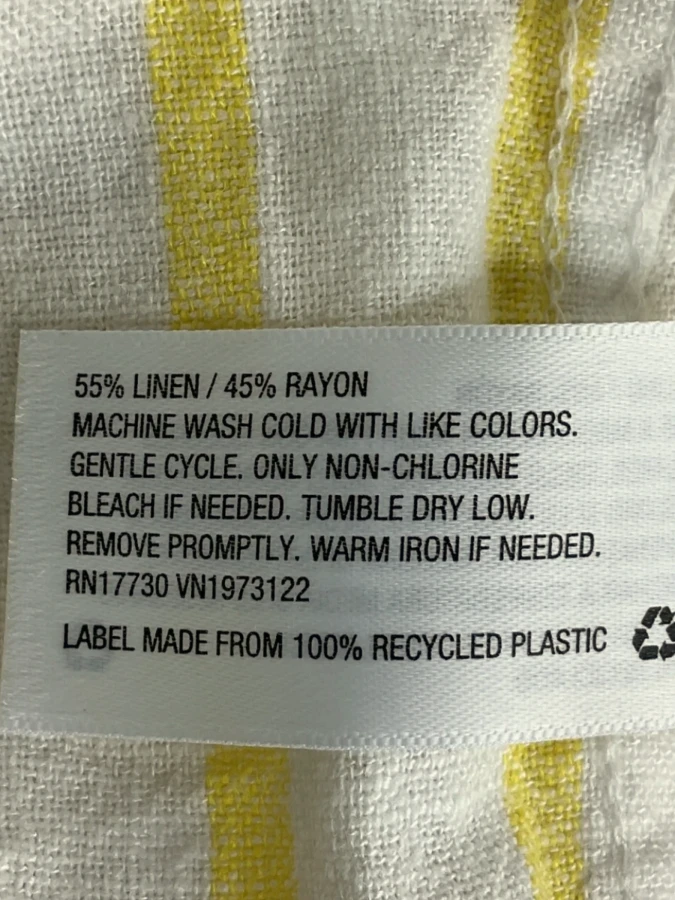 55% LINEN / 45% RAYON
MACHINE WASH COLD WITH LIKE COLORS.
GENTLE CYCLE. ONLY NON-CHLORINE
BLEACH IF NEEDED. TUMBLE DRY LOW.
REMOVE PROMPTLY. WARM IRON IF NEEDED.
RN17730 VN1973122
LABEL MADE FROM 100% RECYCLED PLASTIC